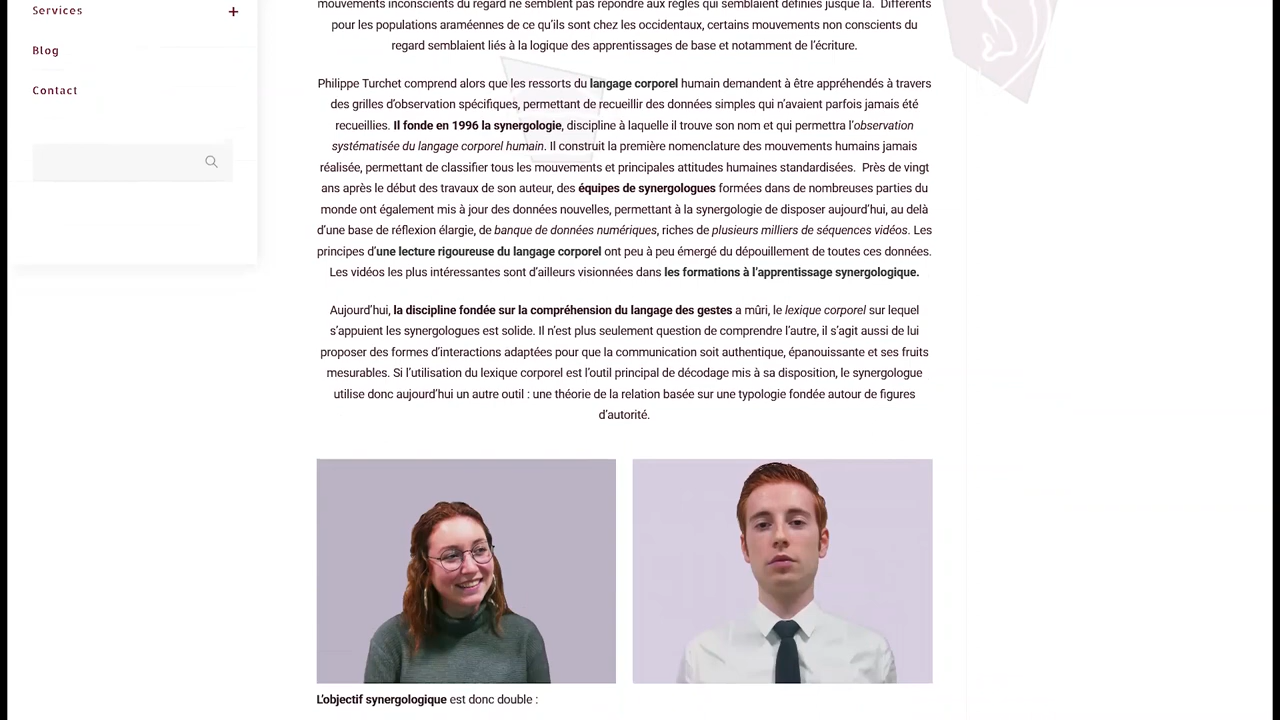 Services
Blog
Contact
mouvements inconscients du regard ne semblent pas répondre aux règles qui semblaient définies jusque là.  Différents
pour les populations araméennes de ce qu’ils sont chez les occidentaux, certains mouvements non conscients du
regard semblaient liés à la logique des apprentissages de base et notamment de l’écriture.
Philippe Turchet comprend alors que les ressorts du langage corporel humain demandent à être appréhendés à travers
des grilles d’observation spécifiques, permettant de recueillir des données simples qui n’avaient parfois jamais été
recueillies. Il fonde en 1996 la synergologie, discipline à laquelle il trouve son nom et qui permettra l’observation
systématisée du langage corporel humain. Il construit la première nomenclature des mouvements humains jamais
réalisée, permettant de classifier tous les mouvements et principales attitudes humaines standardisées.  Près de vingt
ans après le début des travaux de son auteur, des équipes de synergologues formées dans de nombreuses parties du
monde ont également mis à jour des données nouvelles, permettant à la synergologie de disposer aujourd’hui, au delà
d’une base de réflexion élargie, de banque de données numériques, riches de plusieurs milliers de séquences vidéos. Les
principes d’une lecture rigoureuse du langage corporel ont peu à peu émergé du dépouillement de toutes ces données.
Les vidéos les plus intéressantes sont d’ailleurs visionnées dans les formations à l’apprentissage synergologique.
Aujourd’hui, la discipline fondée sur la compréhension du langage des gestes a mûri, le lexique corporel sur lequel
s’appuient les synergologues est solide. Il n’est plus seulement question de comprendre l’autre, il s’agit aussi de lui
proposer des formes d’interactions adaptées pour que la communication soit authentique, épanouissante et ses fruits
mesurables. Si l’utilisation du lexique corporel est l’outil principal de décodage mis à sa disposition, le synergologue
utilise donc aujourd’hui un autre outil : une théorie de la relation basée sur une typologie fondée autour de figures
d’autorité.
L’objectif synergologique est donc double :